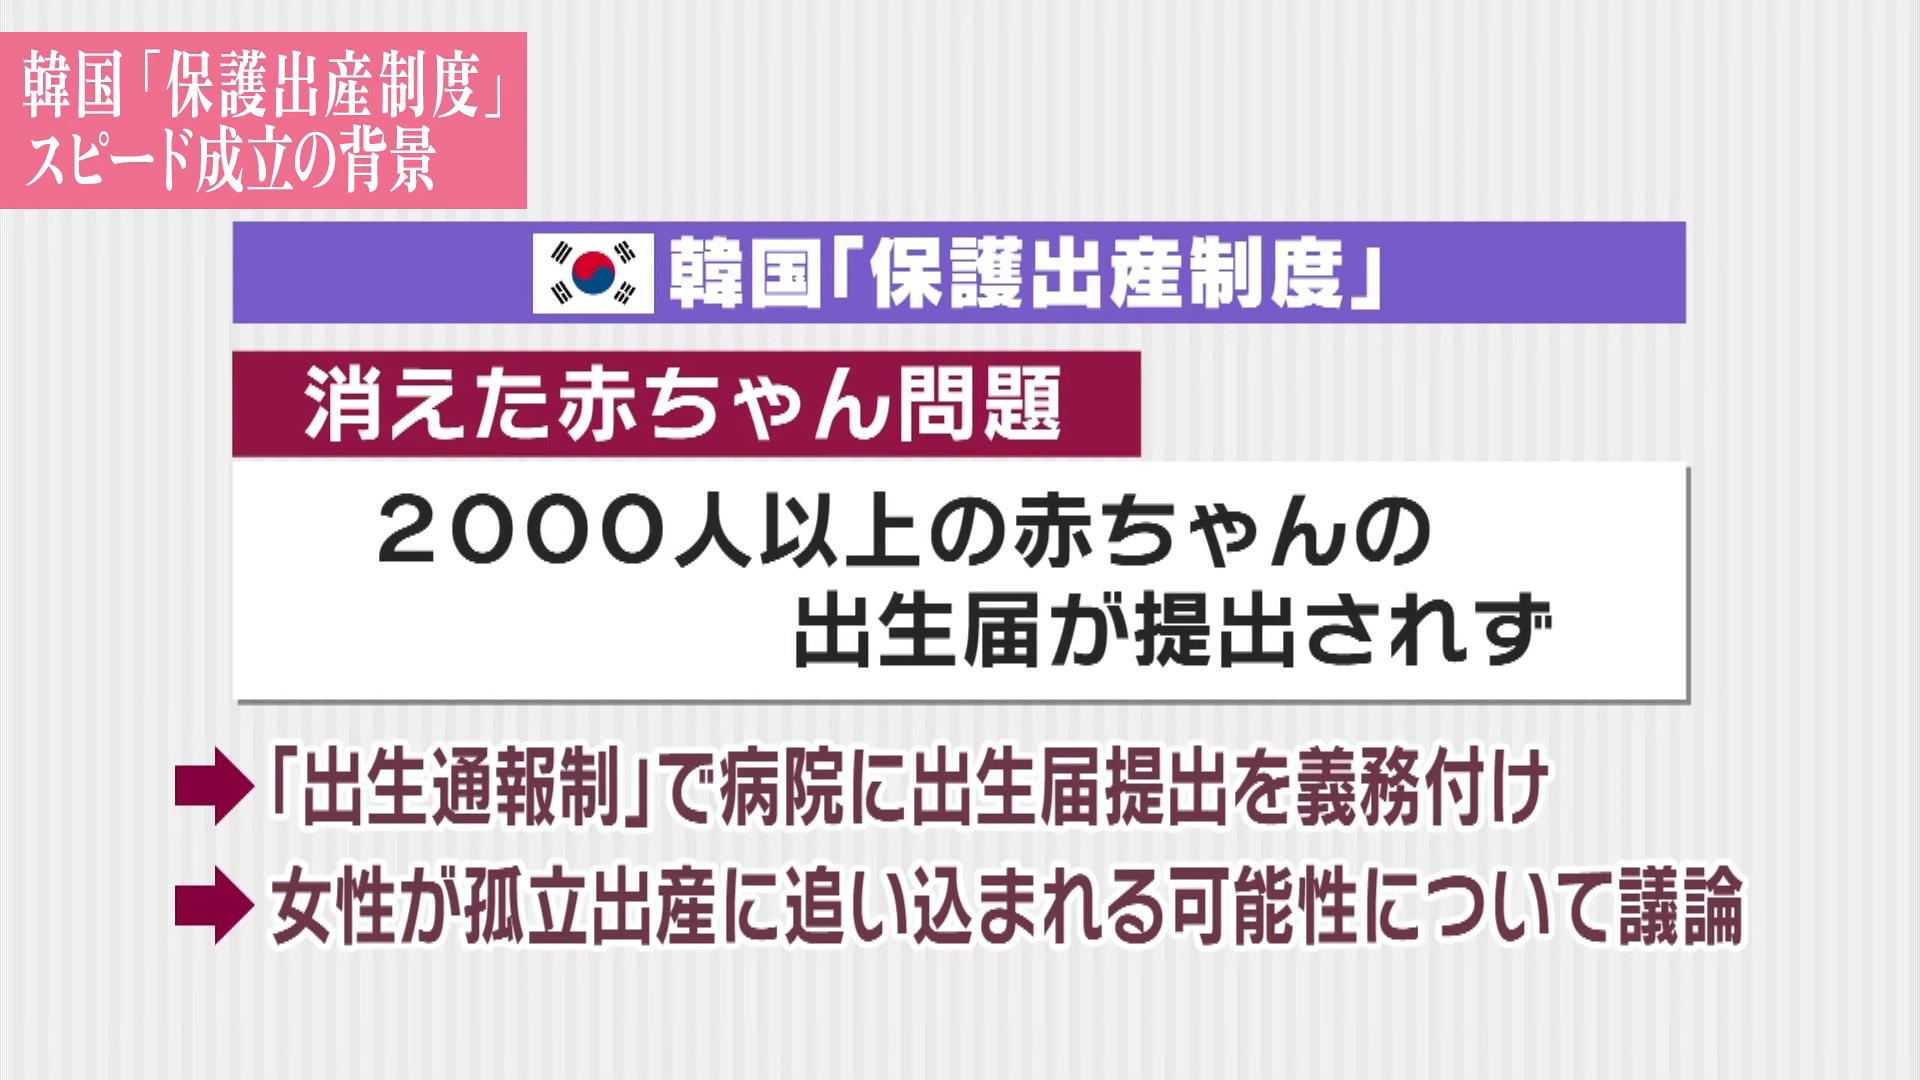 韓国「保護出産制度」
スピード成立の背景
韓国「保護出産制度」
消えた赤ちゃん問題
２０００人以上の赤ちゃんの
出生届が提出されず
「出生通報制」で病院に出生届提出を義務付け
女性が孤立出産に追い込まれる可能性について議論